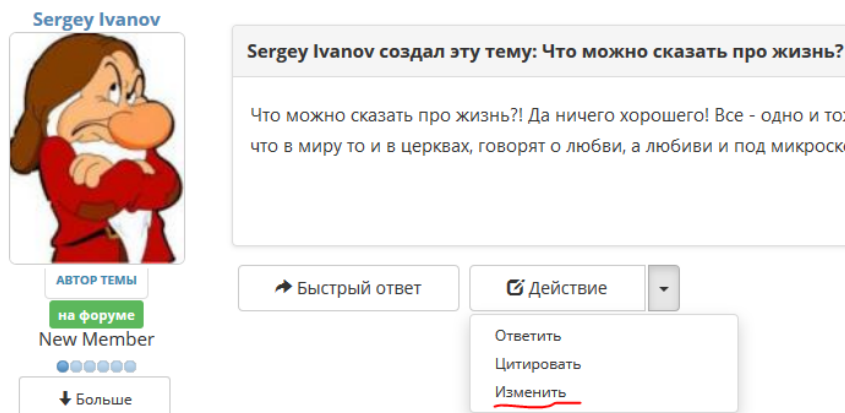 Sergey Ivanov
Sergey Ivanov создал эту тему: Что можно сказать про жизнь?
Что можно сказать про жизнь?! Да ничего хорошего! Все - одно и
что в миру то и в церквах, говорят о любви, а любиви и под
АВТОР ТЕМЫ
на форуме
New Member
Больше
Быстрый ответ
Действие
Ответить
Цитировать
Изменить